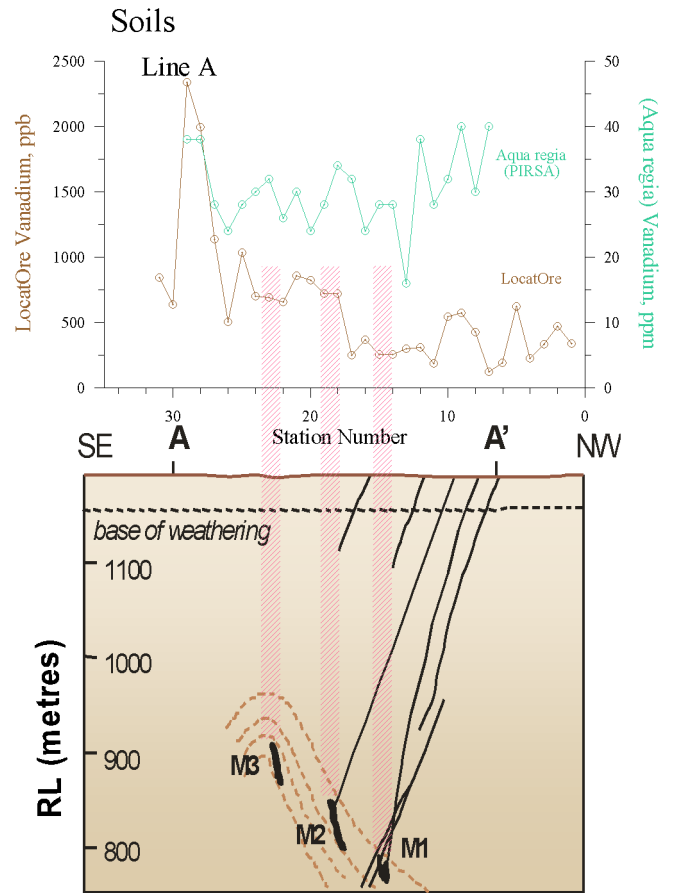 Soils
Line A
LocatOre Vanadium, ppb
2500
2000
1500
1000
500
0
50
40
30
20
10
0
(Aqua regia) Vanadium, ppm
Aqua regia
(PIRSA)
LocatOre
30
20
10
0
Station Number
SE
A
A'
NW
base of weathering
RL (metres)
1100
1000
900
800
M3
M2
M1